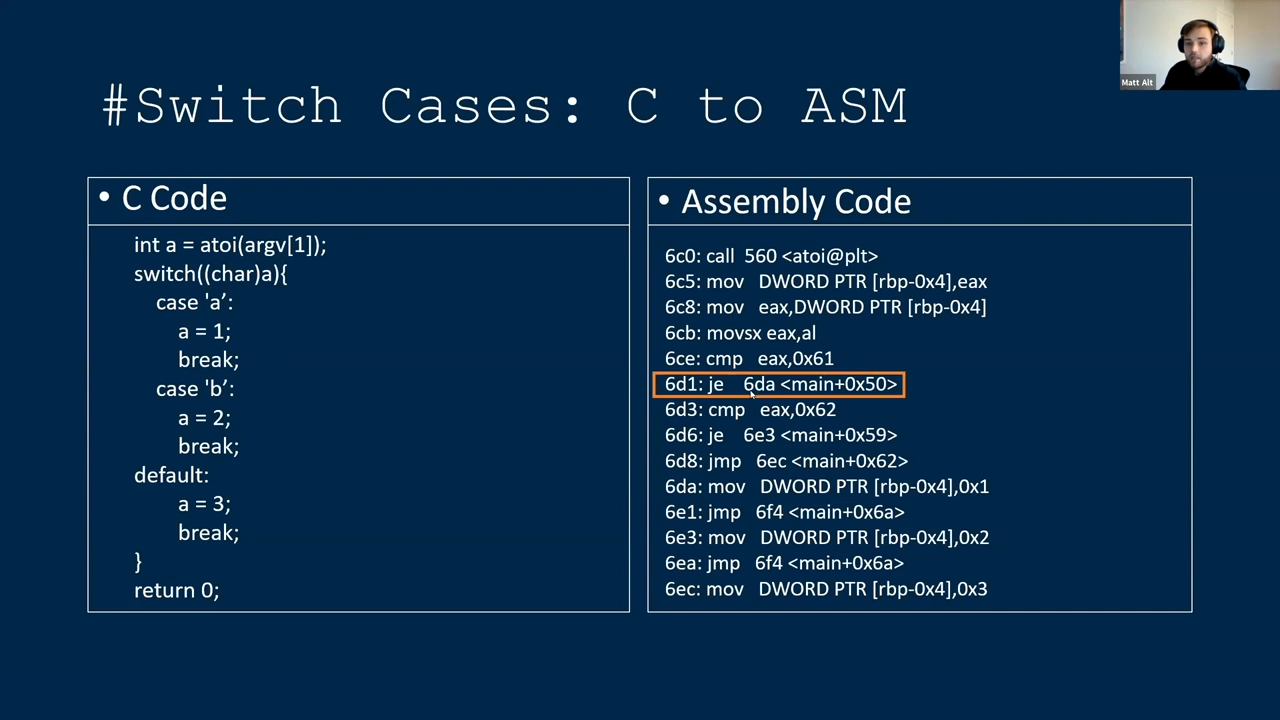 Matt Alt
#Switch Cases: C to ASM
• C Code
int a = atoi(argv[1]);
switch((char)a){
case 'a’:
a = 1;
break;
case 'b’:
a = 2;
break;
default:
a = 3;
break;
}
return 0;
• Assembly Code
6c0: call 560 <atoi@plt>
6c5: mov DWORD PTR [rbp-0x4],eax
6c8: mov eax,DWORD PTR [rbp-0x4]
6cb: movsx eax,al
6ce: cmp eax,0x61
6d1: je 6da <main+0x50>
6d3: cmp eax,0x62
6d6: je 6e3 <main+0x59>
6d8: jmp 6ec <main+0x62>
6da: mov DWORD PTR [rbp-0x4],0x1
6e1: jmp 6f4 <main+0x6a>
6e3: mov DWORD PTR [rbp-0x4],0x2
6ea: jmp 6f4 <main+0x6a>
6ec: mov DWORD PTR [rbp-0x4],0x3